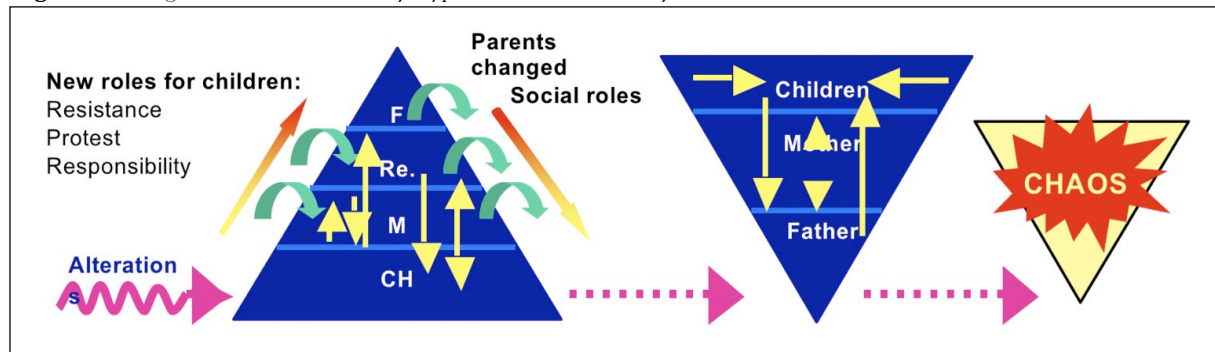 New roles for children:
Resistance
Protest
Responsibility
Parents
changed
Social roles
F
Re.
M
CH
Alteration
s
Children
Mother
Father
CHAOS